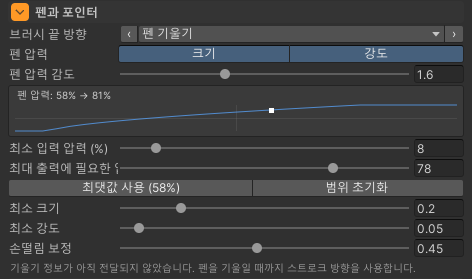 펜과 포인터
브러시 끝 방향 ‹ 펜 기울기 ›
펜 압력 크기 강도
펜 압력 감도 1.6
펜 압력: 58% → 81%
최소 입력 압력 (%) 8
최대 출력에 필요한 78
최댓값 사용 (58%) 범위 초기화
최소 크기 0.2
최소 강도 0.05
손떨림 보정 0.45
기울기 정보가 아직 전달되지 않았습니다. 펜을 기울일 때까지 스트로크 방향을 사용합니다.